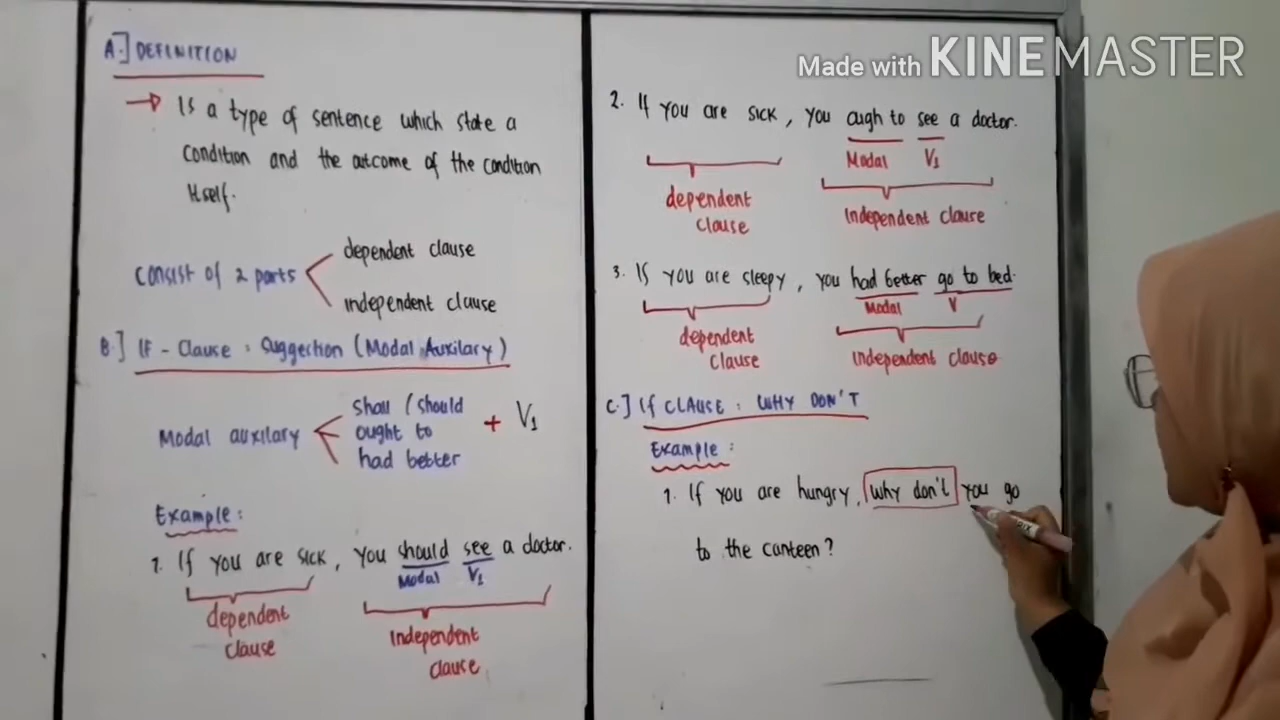 A.] DEFINITION
Is a type of sentence which state a
condition and the outcome of the condition
itself.
consist of 2 parts
dependent clause
independent clause
B.] IF - Clause : Suggestion (Modal Auxilary)
Modal auxilary
shall (should
ought to
had better
+ V1
Example :
1. If you are sick, you should see a doctor.
Modal V1
dependent
clause
independent
clause
Made with KINEMASTER
2. If you are sick, you ough to see a doctor.
Modal V1
dependent
clause
independent clause
3. Is you are sleepy, you had better go to bed.
Modal V
dependent
clause
independent clause
C.] If CLAUSE : WHY DON'T
Example :
1. If you are hungry, why don't you go
to the canteen?